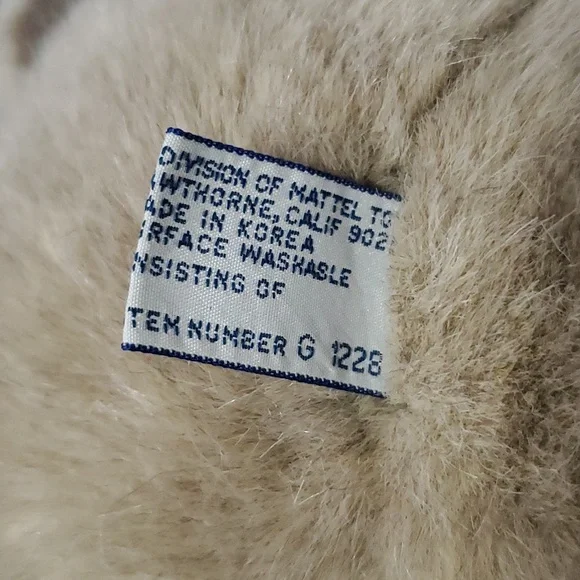 DIVISION OF MATTEL TO
WTHORNE, CALIF 902
ADE IN KOREA
RFACE WASHABLE
NSISTING OF
TEM NUMBER G 1228